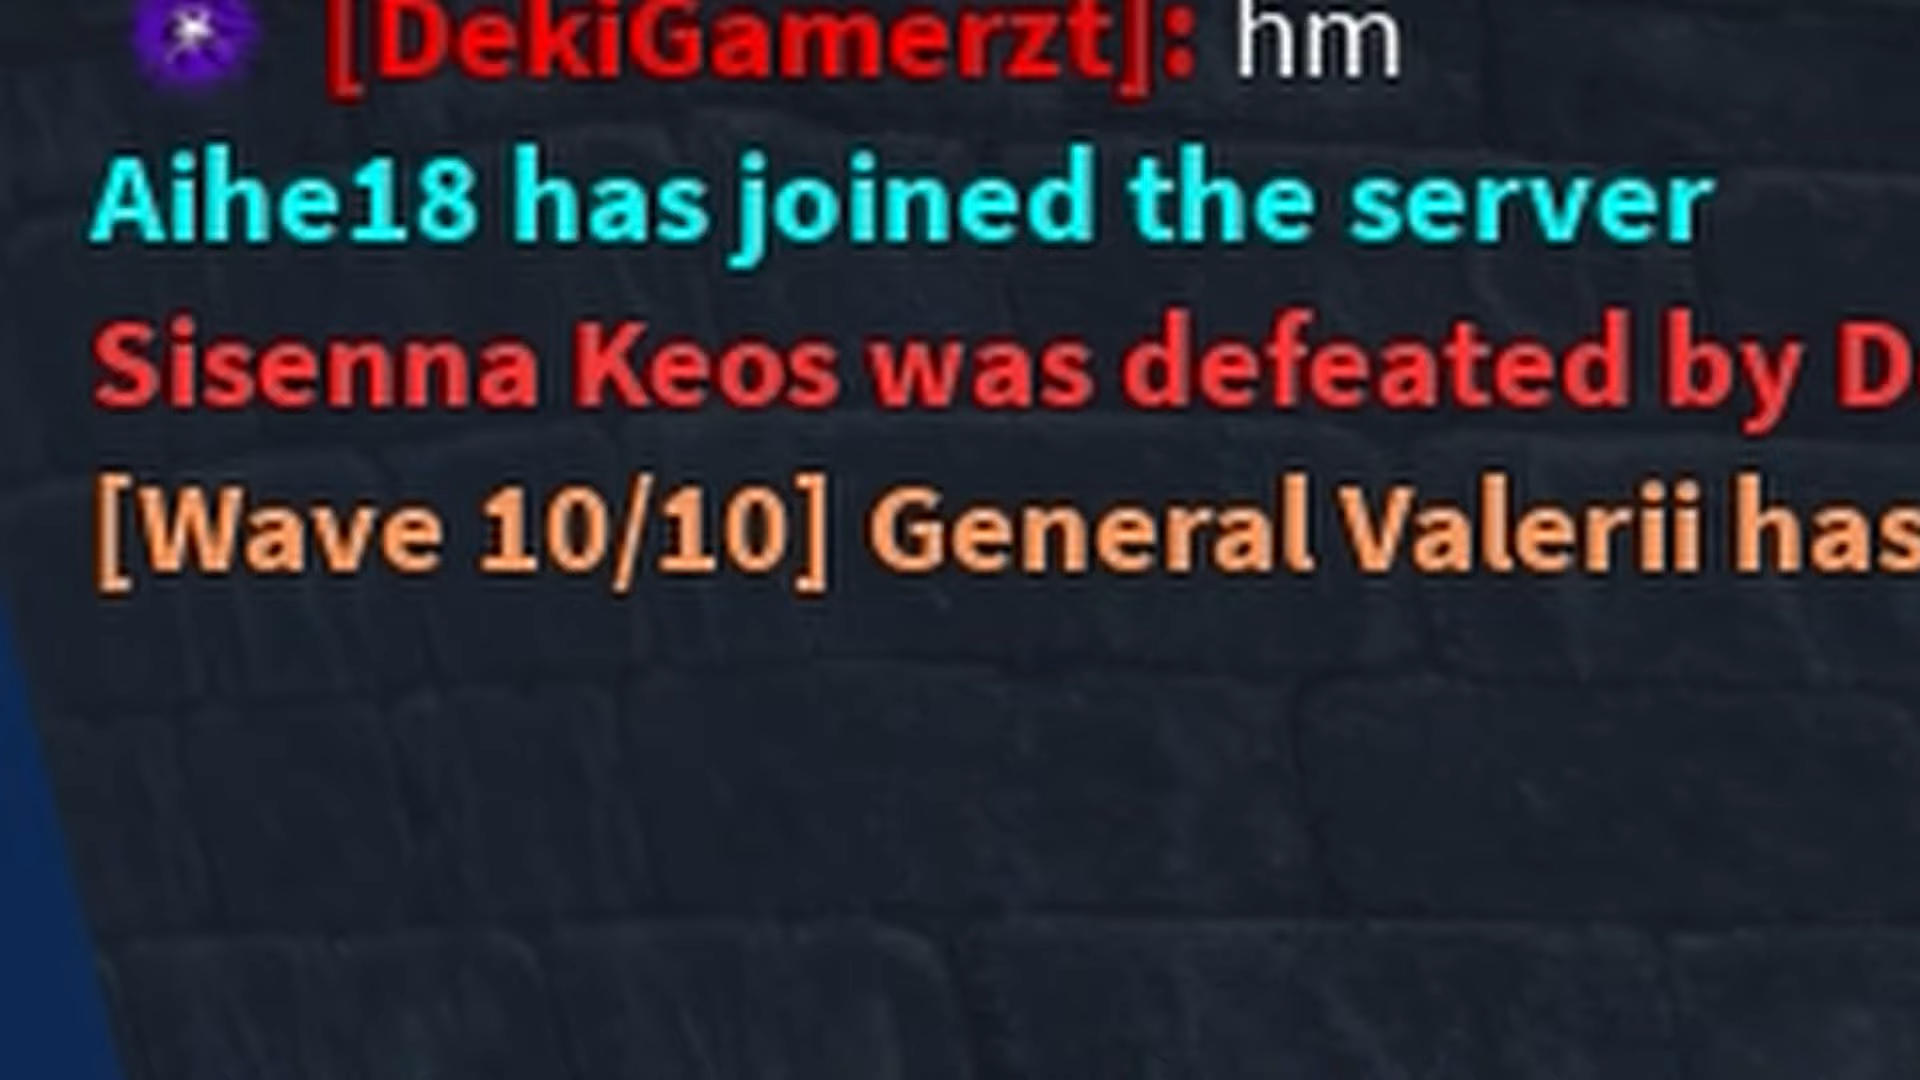 [DekiGamerzt]: hm
Aihe18 has joined the server
Sisenna Keos was defeated by D
[Wave 10/10] General Valerii has